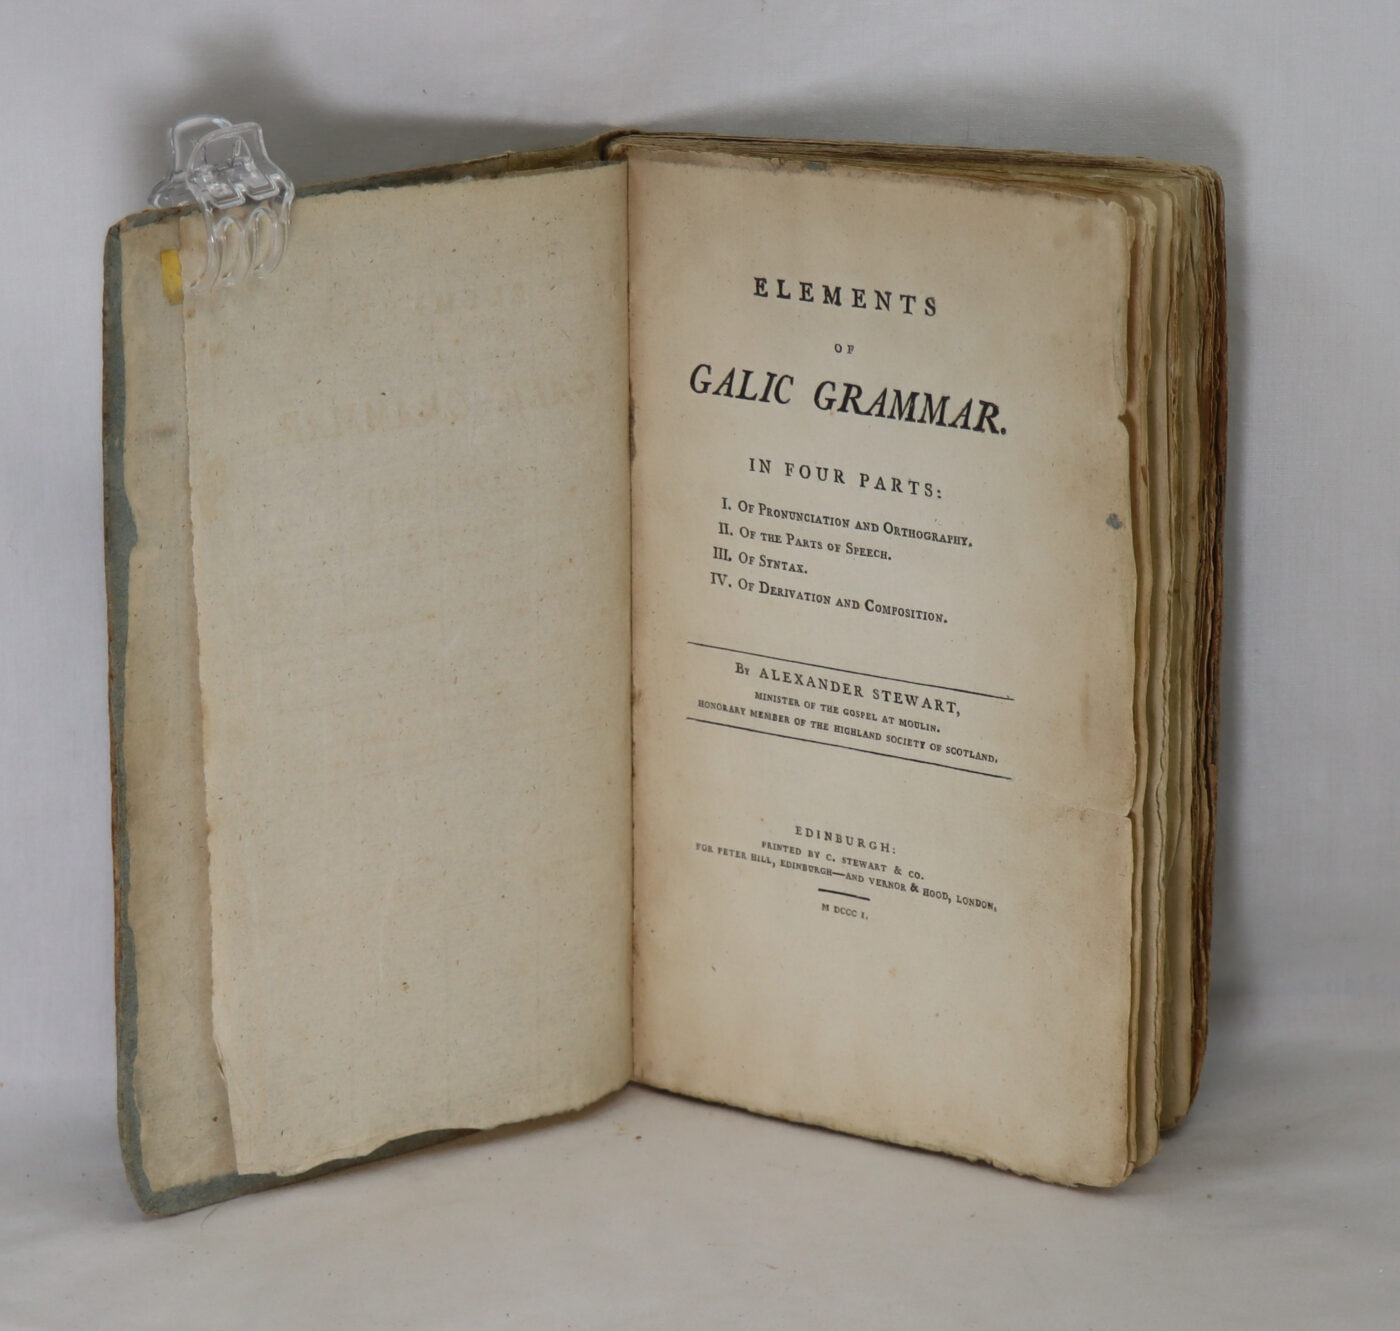 ELEMENTS
OF
GALIC GRAMMAR.
IN FOUR PARTS:
I. OF PRONUNCIATION AND ORTHOGRAPHY.
II. OF THE PARTS OF SPEECH.
III. OF SYNTAX.
IV. OF DERIVATION AND COMPOSITION.
By ALEXANDER STEWART,
MINISTER OF THE GOSPEL AT MOULIN.
HONORARY MEMBER OF THE HIGHLAND SOCIETY OF SCOTLAND.
EDINBURGH:
PRINTED BY C. STEWART & CO.
FOR PETER HILL, EDINBURGH—AND VERNOR & HOOD, LONDON.
M DCCC I.